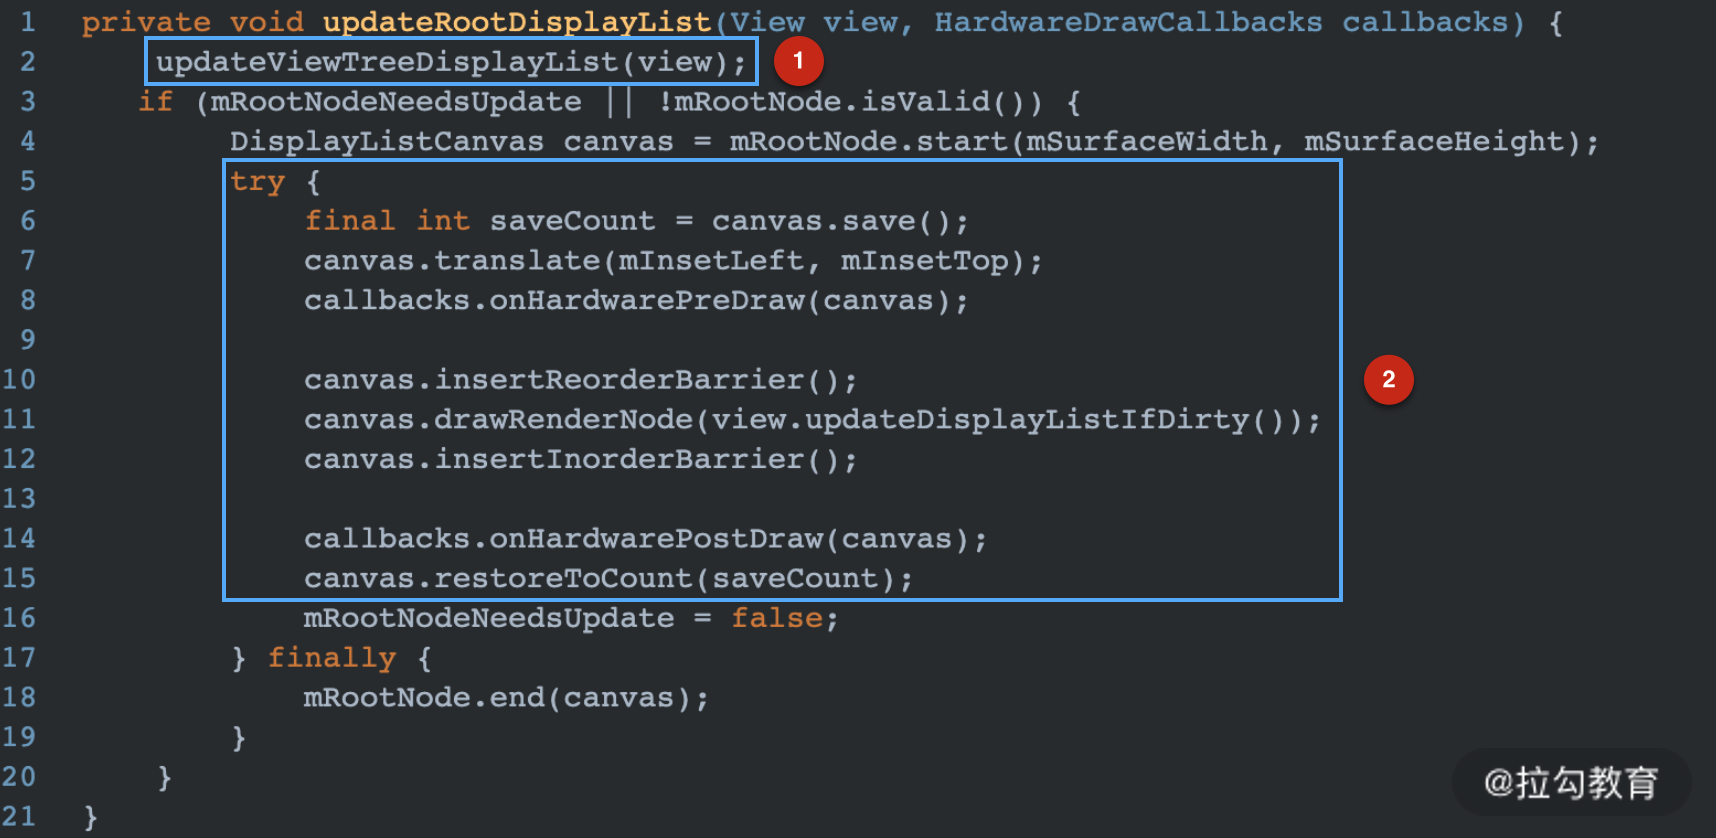 1 private void updateRootDisplayList(View view, HardwareDrawCallbacks callbacks) {
2 updateViewTreeDisplayList(view); 1
3 if (mRootNodeNeedsUpdate || !mRootNode.isValid()) {
4 DisplayListCanvas canvas = mRootNode.start(mSurfaceWidth, mSurfaceHeight);
5 try {
6 final int saveCount = canvas.save();
7 canvas.translate(mInsetLeft, mInsetTop);
8 callbacks.onHardwarePreDraw(canvas);
9
10 canvas.insertReorderBarrier(); 2
11 canvas.drawRenderNode(view.updateDisplayListIfDirty());
12 canvas.insertInorderBarrier();
13
14 callbacks.onHardwarePostDraw(canvas);
15 canvas.restoreToCount(saveCount);
16 mRootNodeNeedsUpdate = false;
17 } finally {
18 mRootNode.end(canvas);
19 }
20 }
21 }
@拉勾教育